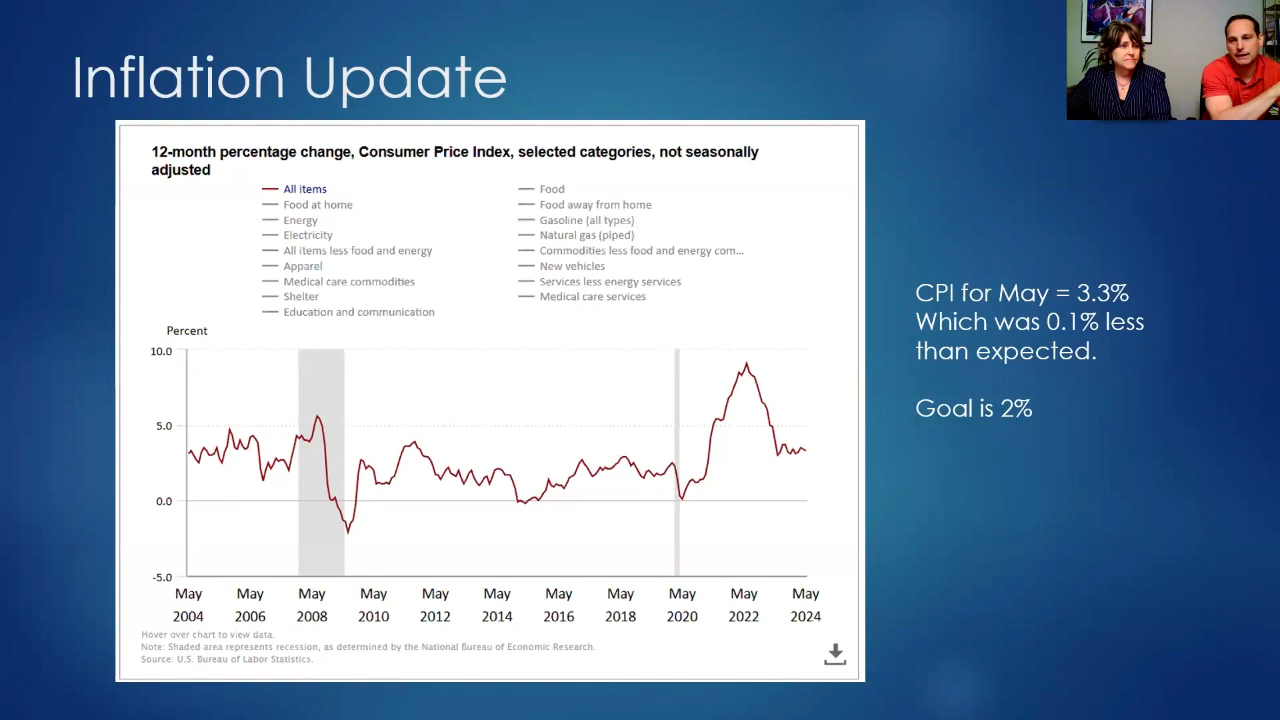 Inflation Update
12-month percentage change, Consumer Price Index, selected categories, not seasonally
adjusted
All items
Food
Food at home
Food away from home
Energy
Gasoline (all types)
Electricity
Natural gas (piped)
All items less food and energy
Commodities less food and energy com...
Apparel
New vehicles
Medical care commodities
Services less energy services
Shelter
Medical care services
Education and communication
Percent
10.0
5.0
0.0
-5.0
May May May May May May May May May May May
2004 2006 2008 2010 2012 2014 2016 2018 2020 2022 2024
Hover over chart to view data.
Note: Shaded area represents recession, as determined by the National Bureau of Economic Research.
Source: U.S. Bureau of Labor Statistics.
CPI for May = 3.3%
Which was 0.1% less
than expected.
Goal is 2%